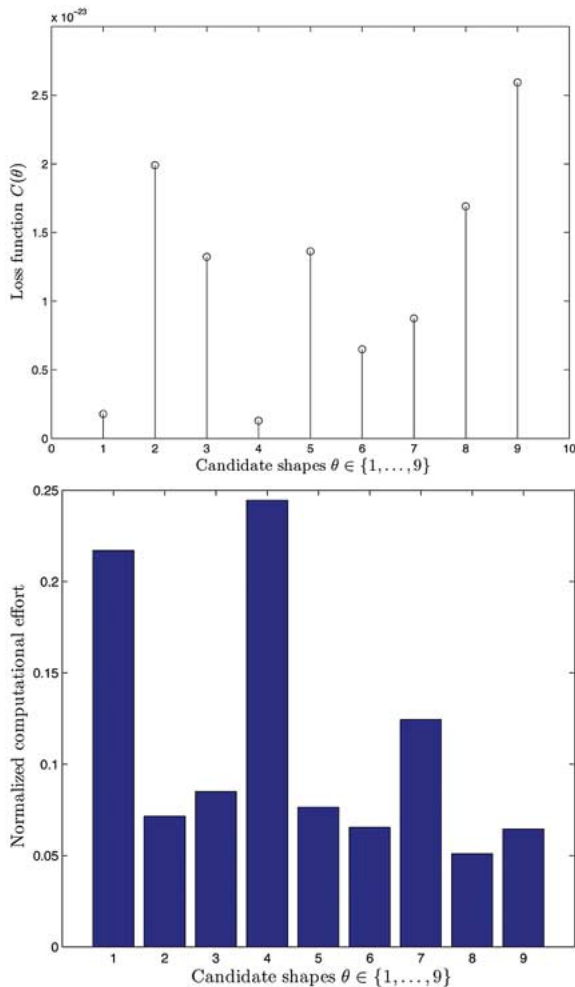 x 10⁻²³
2.5
2
1.5
1
0.5
0
Loss function C(θ)
0 1 2 3 4 5 6 7 8 9 10
Candidate shapes θ ∈ {1, . . . , 9}
0.25
0.2
0.15
0.1
0.05
0
Normalized computational effort
1 2 3 4 5 6 7 8 9
Candidate shapes θ ∈ {1, . . . , 9}